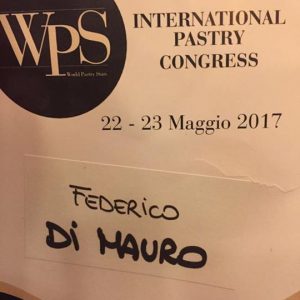 WPS
World Pastry Stars
INTERNATIONAL
PASTRY
CONGRESS
22 - 23 Maggio 2017
FEDERICO
Di MAURO